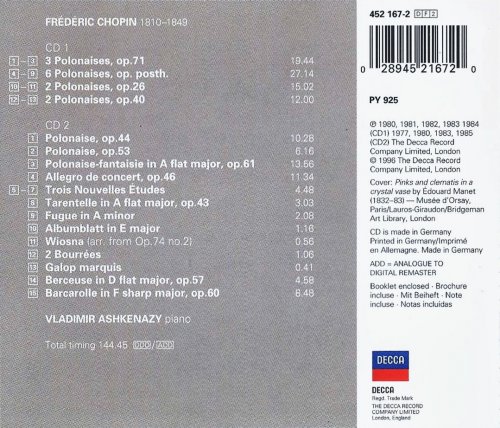 FRÉDÉRIC CHOPIN 1810–1849
CD 1
1 – 3 3 Polonaises, op.71 19.44
4 – 9 6 Polonaises, op. posth. 27.14
10 – 11 2 Polonaises, op.26 15.02
12 – 13 2 Polonaises, op.40 12.00
CD 2
1 Polonaise, op.44 10.28
2 Polonaise, op.53 6.16
3 Polonaise-fantaisie in A flat major, op.61 13.56
4 Allegro de concert, op.46 11.34
5 – 7 Trois Nouvelles Études 4.48
8 Tarentelle in A flat major, op.43 3.03
9 Fugue in A minor 2.08
10 Albumblatt in E major 1.16
11 Wiosna (arr. from Op.74 no.2) 0.51
12 2 Bourrées 1.06
13 Galop marquis 0.41
14 Berceuse in D flat major, op.57 4.58
15 Barcarolle in F sharp major, op.60 8.48
VLADIMIR ASHKENAZY piano
Total timing 144.45 DDD/ADD
452 167-2 DF2
0 28945 21672 0
PY 925
℗ 1980, 1981, 1982, 1983 1984
(CD1) 1977, 1980, 1983, 1985
(CD2) The Decca Record
Company Limited, London
© 1996 The Decca Record
Company Limited, London
Cover: Pinks and clematis in a
crystal vase by Édouard Manet
(1832–83) — Musée d'Orsay,
Paris/Lauros-Giraudon/Bridgeman
Art Library, London
CD is made in Germany
Printed in Germany/Imprimé
en Allemagne. Made in Germany
ADD = ANALOGUE TO
DIGITAL REMASTER
Booklet enclosed · Brochure
incluse · Mit Beiheft · Note
incluse · Notas incluidas
DECCA
DECCA
Regd. Trade Mark
THE DECCA RECORD
COMPANY LIMITED
London, England